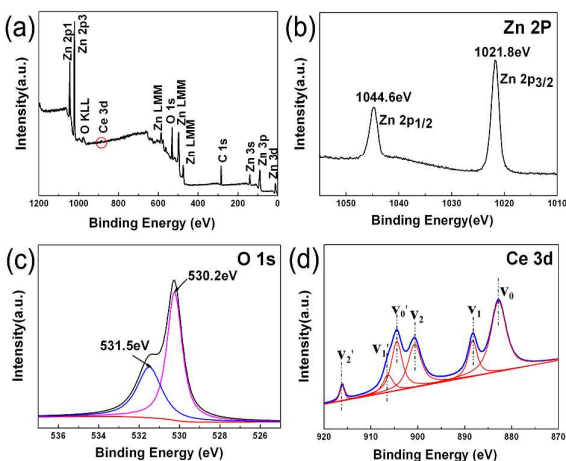 (a)
Zn 2p1
Zn 2p3
O KLL
Ce 3d
Zn LMM
O 1s
Zn LMM
Zn LMM
C 1s
Zn 3s
Zn 3p
Zn 3d
Intensity(a.u.)
1200 1000 800 600 400 200 0
Binding Energy (eV)
(b)
Zn 2P
1044.6eV
Zn 2p1/2
1021.8eV
Zn 2p3/2
Intensity(a.u.)
1050 1040 1030 1020 1010
Binding Energy(eV)
(c)
O 1s
530.2eV
531.5eV
Intensity(a.u.)
536 534 532 530 528 526
Binding Energy (eV)
(d)
Ce 3d
v2'
v1'
v0'
v2
v1
v0
Intensity(a.u.)
920 910 900 890 880 870
Binding Energy (eV)